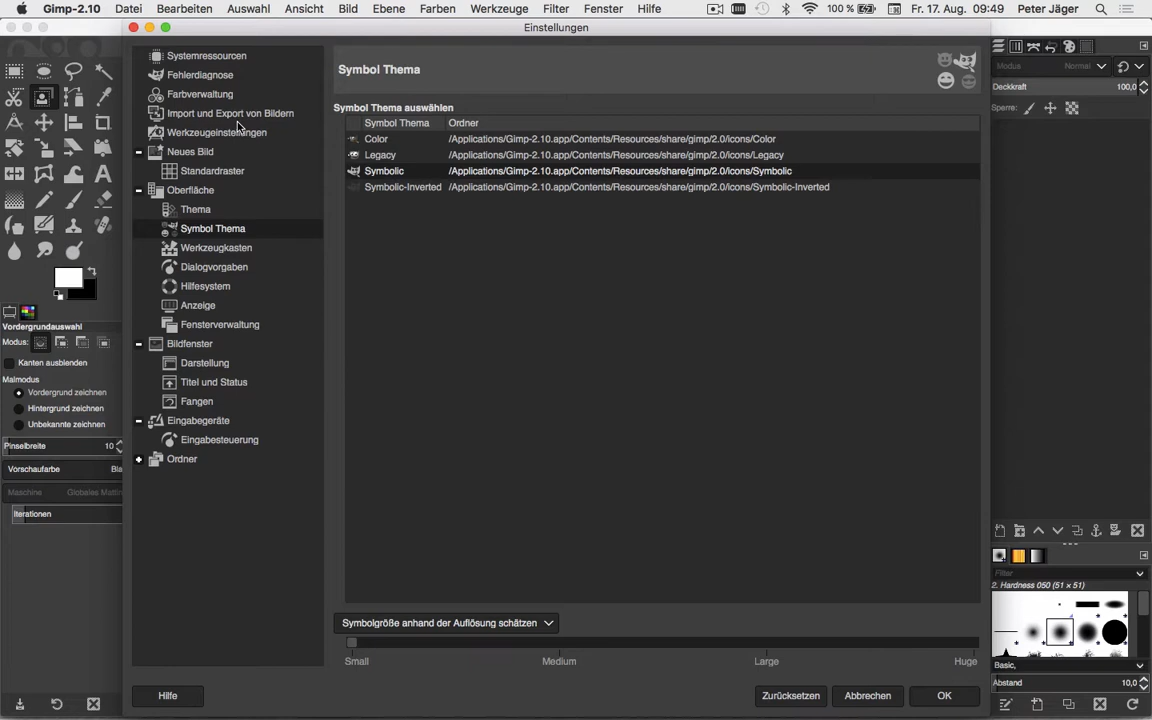 Gimp-2.10 Datei Bearbeiten Auswahl Ansicht Bild Ebene Farben Werkzeuge Filter Fenster Hilfe 100 % Fr. 17. Aug. 09:49 Peter Jäger
Einstellungen
Systemressourcen
Fehlerdiagnose
Farbverwaltung
Import und Export von Bildern
Werkzeugeinstellungen
Neues Bild
Standardraster
Oberfläche
Thema
Symbol Thema
Werkzeugkasten
Dialogvorgaben
Hilfesystem
Anzeige
Fensterverwaltung
Bildfenster
Darstellung
Titel und Status
Fangen
Eingabegeräte
Eingabesteuerung
Ordner
Symbol Thema
Symbol Thema auswählen
Symbol Thema Ordner
Color /Applications/Gimp-2.10.app/Contents/Resources/share/gimp/2.0/icons/Color
Legacy /Applications/Gimp-2.10.app/Contents/Resources/share/gimp/2.0/icons/Legacy
Symbolic /Applications/Gimp-2.10.app/Contents/Resources/share/gimp/2.0/icons/Symbolic
Symbolic-Inverted /Applications/Gimp-2.10.app/Contents/Resources/share/gimp/2.0/icons/Symbolic-Inverted
Symbolgröße anhand der Auflösung schätzen
Small Medium Large Huge
Hilfe Zurücksetzen Abbrechen OK
Vordergrundauswahl
Modus:
Kanten ausblenden
Malmodus
Vordergrund zeichnen
Hintergrund zeichnen
Unbekannte zeichnen
Pinselbreite 10
Vorschaufarbe Bla
Maschine Globales Mattin
Iterationen
Modus Normal
Deckkraft 100,0
Sperre:
Filter
2. Hardness 050 (51 × 51)
Basic,
Abstand 10,0